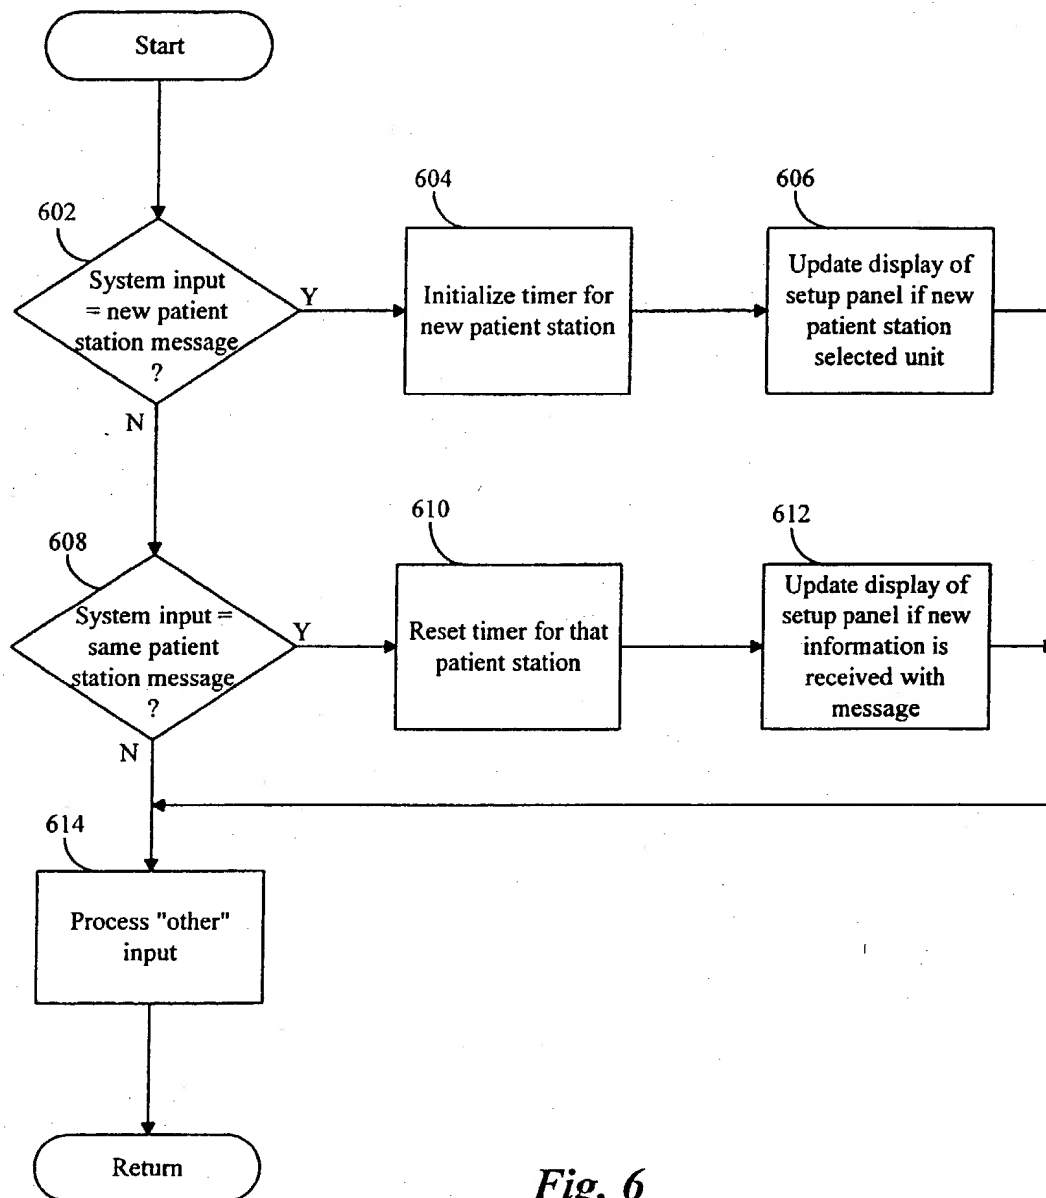 Start
602
System input
= new patient
station message
?
Y
N
604
Initialize timer for
new patient station
606
Update display of
setup panel if new
patient station
selected unit
608
System input =
same patient
station message
?
Y
N
610
Reset timer for that
patient station
612
Update display of
setup panel if new
information is
received with
message
614
Process "other"
input
Return
Fig. 6